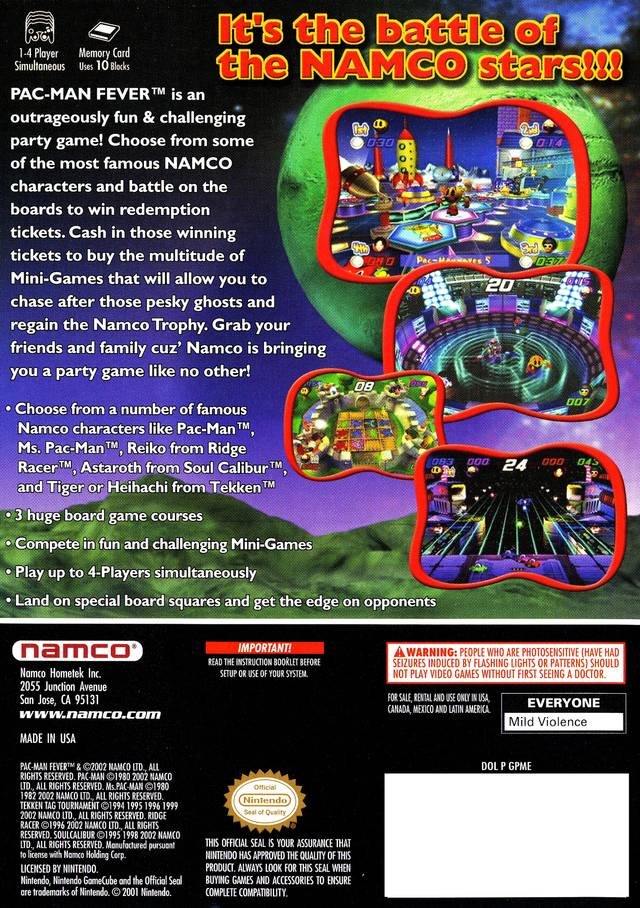 It's the battle of
the NAMCO stars!!!
1-4 Player
Simultaneous
Memory Card
Uses 10 Blocks
PAC-MAN FEVER™ is an
outrageously fun & challenging
party game! Choose from some
of the most famous NAMCO
characters and battle on the
boards to win redemption
tickets. Cash in those winning
tickets to buy the multitude of
Mini-Games that will allow you to
chase after those pesky ghosts and
regain the Namco Trophy. Grab your
friends and family cuz' Namco is bringing
you a party game like no other!
1st
2nd
030
014
4th
3rd
037
20
015
007
08
083 000 24 000 045
• Choose from a number of famous
Namco characters like Pac-Man™,
Ms. Pac-Man™, Reiko from Ridge
Racer™, Astaroth from Soul Calibur™,
and Tiger or Heihachi from Tekken™
• 3 huge board game courses
• Compete in fun and challenging Mini-Games
• Play up to 4-Players simultaneously
• Land on special board squares and get the edge on opponents
namco®
Namco Hometek Inc.
2055 Junction Avenue
San Jose, CA 95131
www.namco.com
MADE IN USA
PAC-MAN FEVER™ & ©2002 NAMCO LTD., ALL
RIGHTS RESERVED. PAC-MAN ©1980 2002 NAMCO
LTD., ALL RIGHTS RESERVED. Ms.PAC-MAN ©1980
1982 2002 NAMCO LTD., ALL RIGHTS RESERVED.
TEKKEN TAG TOURNAMENT ©1994 1995 1996 1999
2002 NAMCO LTD., ALL RIGHTS RESERVED. RIDGE
RACER ©1996 2002 NAMCO LTD., ALL RIGHTS
RESERVED. SOULCALIBUR ©1995 1998 2002 NAMCO
LTD., ALL RIGHTS RESERVED. Manufactured pursuant
to license with Namco Holding Corp.
LICENSED BY NINTENDO.
Nintendo, Nintendo GameCube and the Official Seal
are trademarks of Nintendo. © 2001 Nintendo.
IMPORTANT!
READ THE INSTRUCTION BOOKLET BEFORE
SETUP OR USE OF YOUR SYSTEM.
Official
Nintendo
Seal of Quality
THIS OFFICIAL SEAL IS YOUR ASSURANCE THAT
NINTENDO HAS APPROVED THE QUALITY OF THIS
PRODUCT. ALWAYS LOOK FOR THIS SEAL WHEN
BUYING GAMES AND ACCESSORIES TO ENSURE
COMPLETE COMPATIBILITY.
WARNING: PEOPLE WHO ARE PHOTOSENSITIVE (HAVE HAD
SEIZURES INDUCED BY FLASHING LIGHTS OR PATTERNS) SHOULD
NOT PLAY VIDEO GAMES WITHOUT FIRST SEEING A DOCTOR.
FOR SALE, RENTAL AND USE ONLY IN USA,
CANADA, MEXICO AND LATIN AMERICA.
EVERYONE
Mild Violence
DOL P GPME